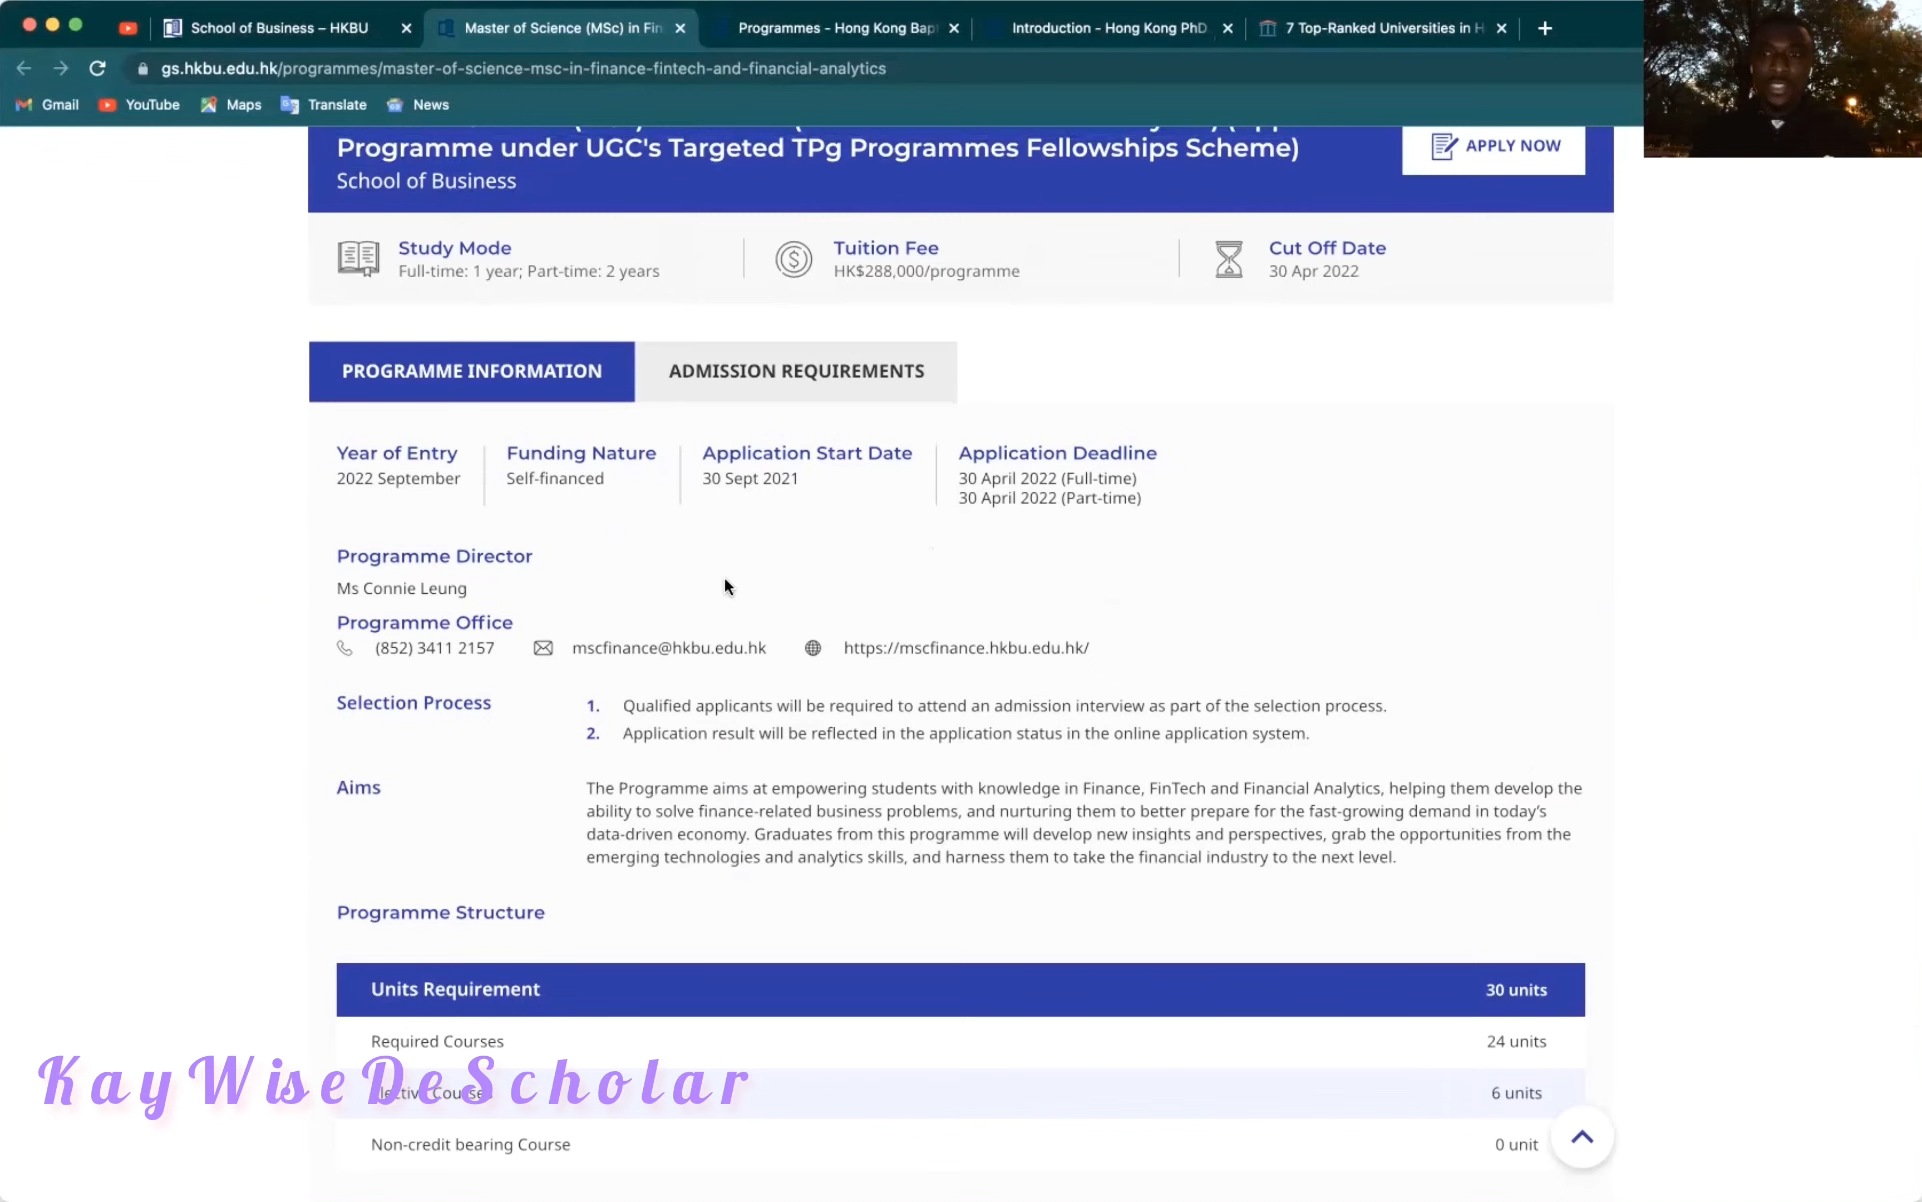 School of Business – HKBU
Master of Science (MSc) in Fin
Programmes - Hong Kong Bap
Introduction - Hong Kong PhD
7 Top-Ranked Universities in H
gs.hkbu.edu.hk/programmes/master-of-science-msc-in-finance-fintech-and-financial-analytics
Gmail
YouTube
Maps
Translate
News
Programme under UGC's Targeted TPg Programmes Fellowships Scheme)
School of Business
APPLY NOW
Study Mode
Full-time: 1 year; Part-time: 2 years
Tuition Fee
HK$288,000/programme
Cut Off Date
30 Apr 2022
PROGRAMME INFORMATION
ADMISSION REQUIREMENTS
Year of Entry
2022 September
Funding Nature
Self-financed
Application Start Date
30 Sept 2021
Application Deadline
30 April 2022 (Full-time)
30 April 2022 (Part-time)
Programme Director
Ms Connie Leung
Programme Office
(852) 3411 2157
mscfinance@hkbu.edu.hk
https://mscfinance.hkbu.edu.hk/
Selection Process
1. Qualified applicants will be required to attend an admission interview as part of the selection process.
2. Application result will be reflected in the application status in the online application system.
Aims
The Programme aims at empowering students with knowledge in Finance, FinTech and Financial Analytics, helping them develop the
ability to solve finance-related business problems, and nurturing them to better prepare for the fast-growing demand in today's
data-driven economy. Graduates from this programme will develop new insights and perspectives, grab the opportunities from the
emerging technologies and analytics skills, and harness them to take the financial industry to the next level.
Programme Structure
Units Requirement 30 units
Required Courses 24 units
6 units
Non-credit bearing Course 0 unit
KayWiseDeScholar